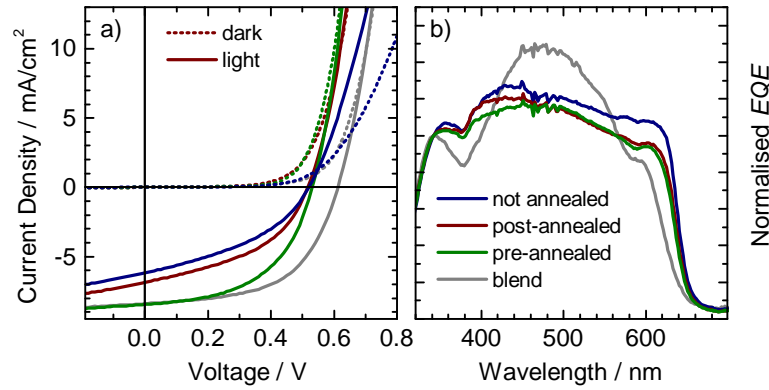 a)
dark
light
10
5
0
-5
Current Density / mA/cm²
0.0 0.2 0.4 0.6 0.8
Voltage / V
b)
not annealed
post-annealed
pre-annealed
blend
400 500 600
Wavelength / nm
Normalised EQE